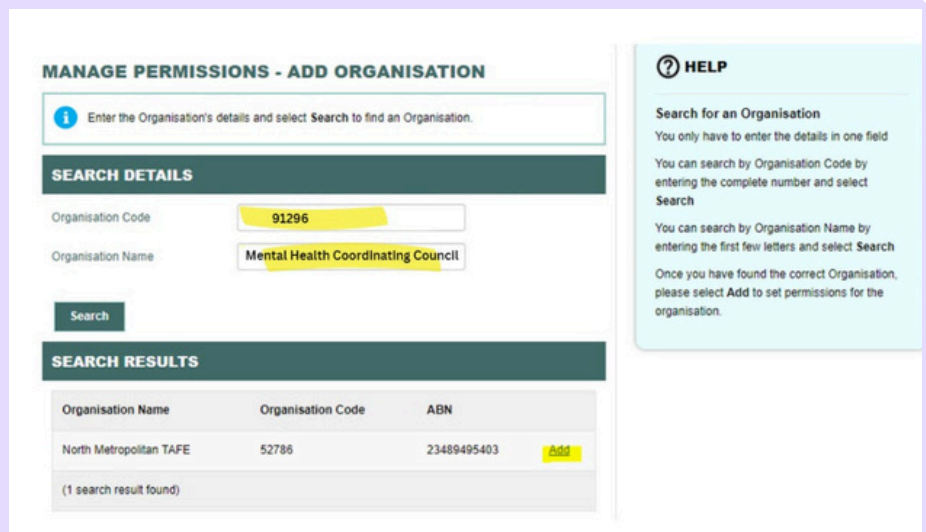 MANAGE PERMISSIONS - ADD ORGANISATION
Enter the Organisation's details and select Search to find an Organisation.
SEARCH DETAILS
Organisation Code 91296
Organisation Name Mental Health Coordinating Council
Search
SEARCH RESULTS
Organisation Name Organisation Code ABN
North Metropolitan TAFE 52786 23489495403 Add
(1 search result found)
HELP
Search for an Organisation
You only have to enter the details in one field
You can search by Organisation Code by
entering the complete number and select
Search
You can search by Organisation Name by
entering the first few letters and select Search
Once you have found the correct Organisation,
please select Add to set permissions for the
organisation.